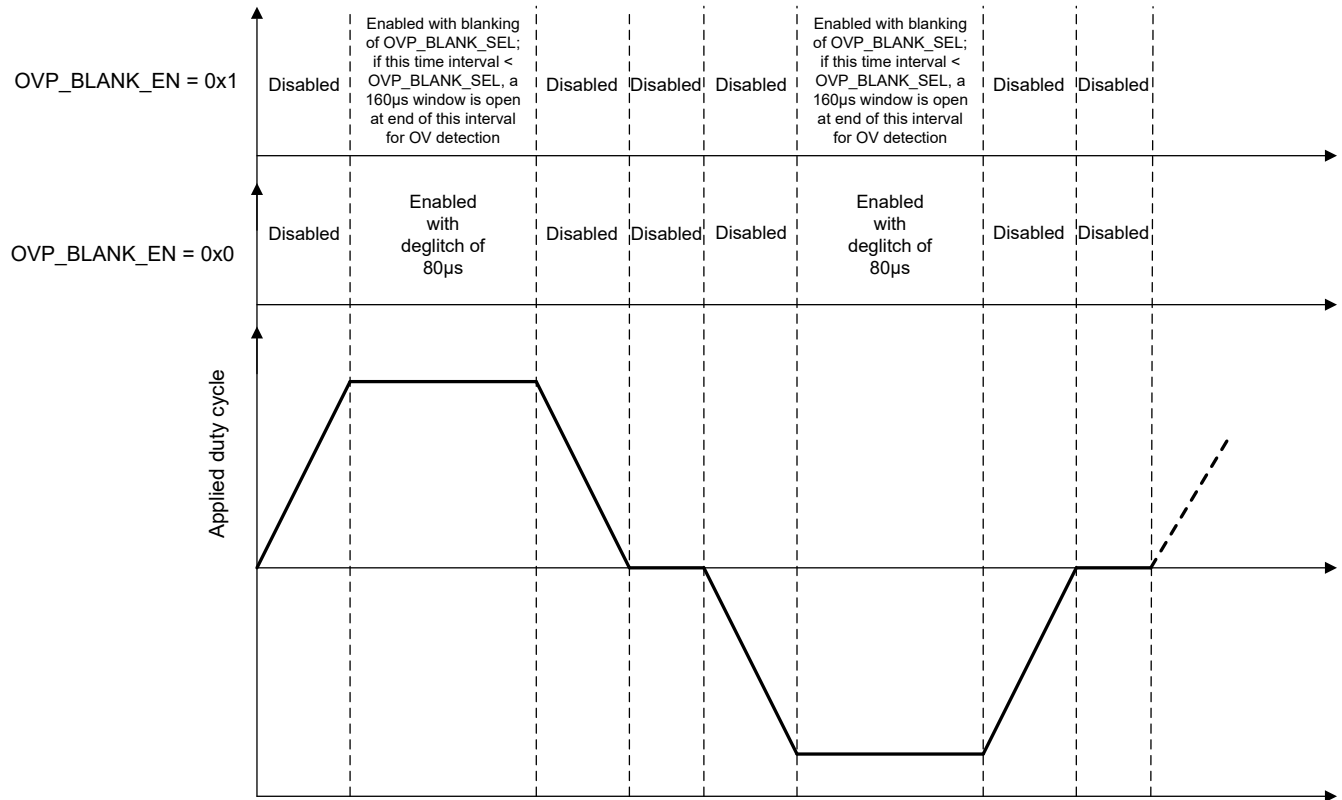 OVP_BLANK_EN = 0x1
Disabled
Enabled with blanking
of OVP_BLANK_SEL;
if this time interval <
OVP_BLANK_SEL, a
160µs window is open
at end of this interval
for OV detection
Disabled
Disabled
Disabled
Enabled with blanking
of OVP_BLANK_SEL;
if this time interval <
OVP_BLANK_SEL, a
160µs window is open
at end of this interval
for OV detection
Disabled
Disabled
OVP_BLANK_EN = 0x0
Disabled
Enabled
with
deglitch of
80µs
Disabled
Disabled
Disabled
Enabled
with
deglitch of
80µs
Disabled
Disabled
Applied duty cycle